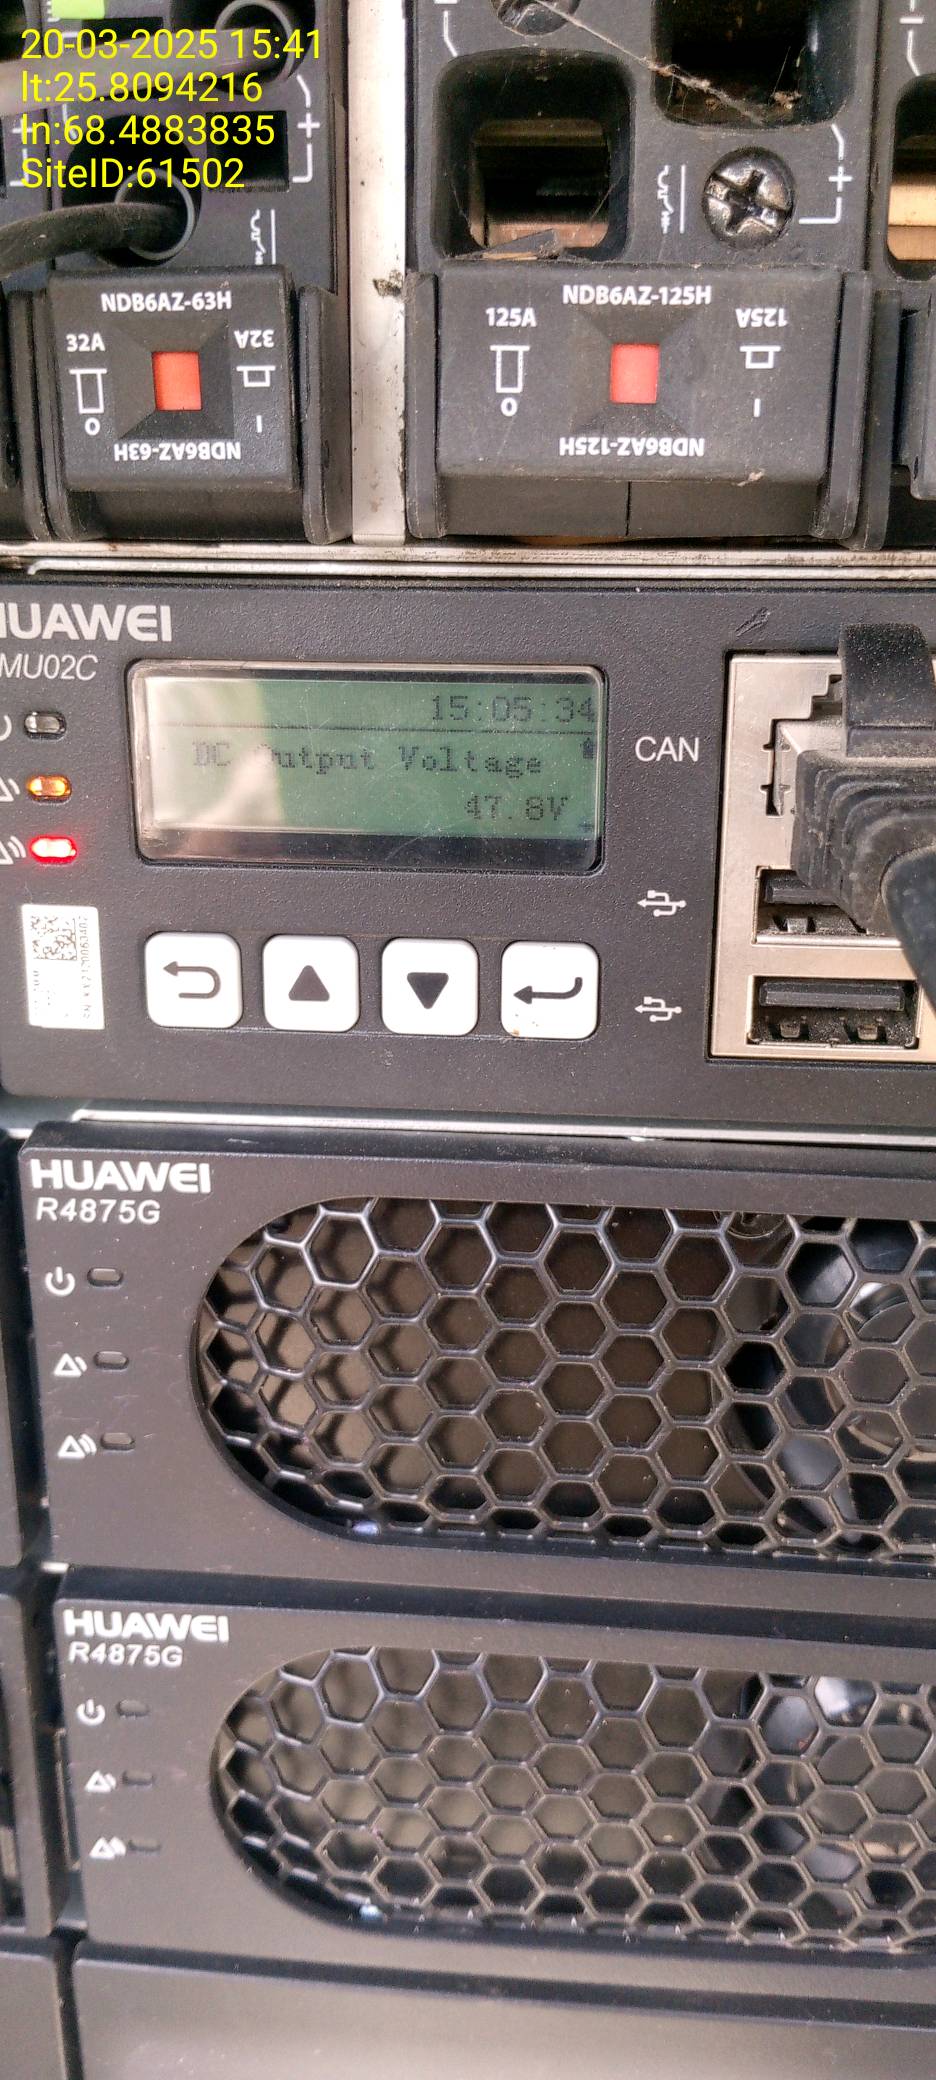 20-03-2025 15:41
lt:25.8094216
ln:68.4883835
SiteID:61502
NDB6AZ-63H
32A
32A
O
I
NDB6AZ-63H
NDB6AZ-125H
125A
125A
O
I
NDB6AZ-125H
HUAWEI
MU02C
15:05:34
DC Output Voltage
47.8V
CAN
HUAWEI
R4875G
HUAWEI
R4875G